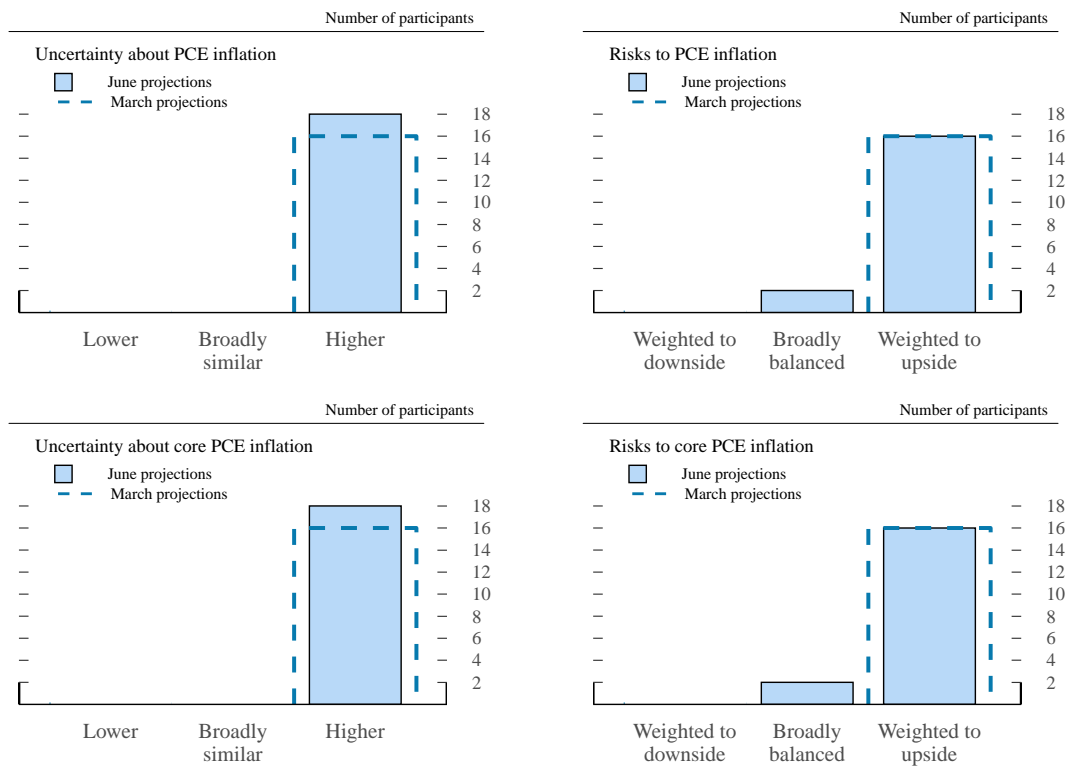 Number of participants
Uncertainty about PCE inflation
June projections
March projections
18
16
14
12
10
8
6
4
2
Lower
Broadly
similar
Higher
Number of participants
Risks to PCE inflation
June projections
March projections
18
16
14
12
10
8
6
4
2
Weighted to
downside
Broadly
balanced
Weighted to
upside
Number of participants
Uncertainty about core PCE inflation
June projections
March projections
18
16
14
12
10
8
6
4
2
Lower
Broadly
similar
Higher
Number of participants
Risks to core PCE inflation
June projections
March projections
18
16
14
12
10
8
6
4
2
Weighted to
downside
Broadly
balanced
Weighted to
upside